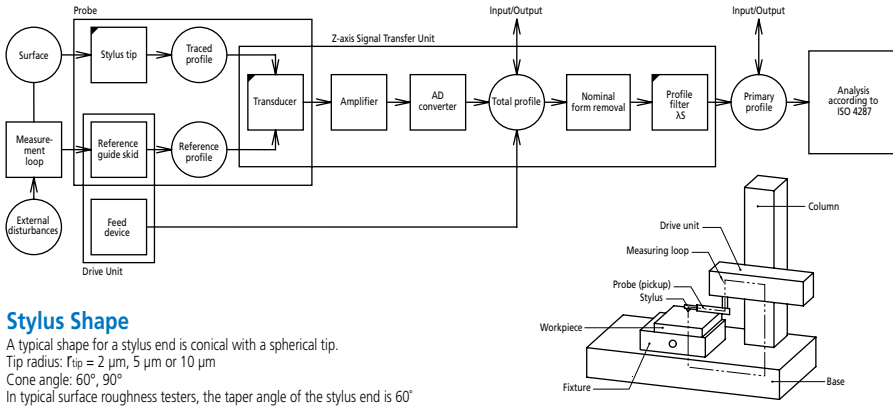 Probe
Input/Output
Input/Output
Z-axis Signal Transfer Unit
Surface
Stylus tip
Traced
profile
Transducer
Amplifier
AD
converter
Total profile
Nominal
form removal
Profile
filter
λS
Primary
profile
Analysis
according to
ISO 4287
Measure-
ment
loop
Reference
guide skid
Reference
profile
External
disturbances
Feed
device
Drive Unit
Column
Drive unit
Measuring loop
Probe (pickup)
Stylus
Workpiece
Fixture
Base
Stylus Shape
A typical shape for a stylus end is conical with a spherical tip.
Tip radius: rtip = 2 µm, 5 µm or 10 µm
Cone angle: 60°, 90°
In typical surface roughness testers, the taper angle of the stylus end is 60˚